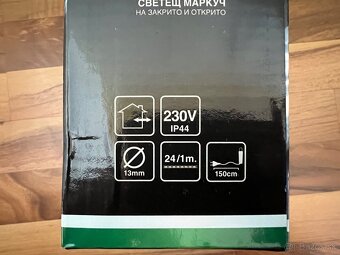 СВЕТЕЩ МАРКУЧ
НА ЗАКРИТО И ОТКРИТО
230V
IP44
13mm
24/1m.
150cm